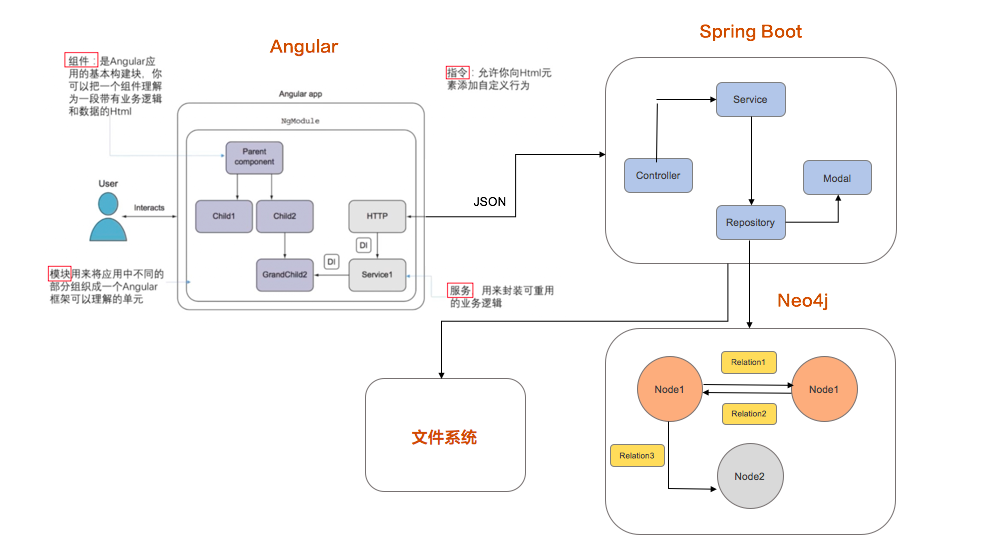 Angular
Spring Boot
组件：是Angular应
用的基本构建块，你
可以把一个组件理解
为一段带有业务逻辑
和数据的Html
指令：允许你向Html元
素添加自定义行为
Angular app
NgModule
Parent
component
User
Interacts
Child1
Child2
HTTP
DI
DI
GrandChild2
Service1
JSON
模块用来将应用中不同的
部分组织成一个Angular
框架可以理解的单元
服务 用来封装可重用
的业务逻辑
Service
Controller
Modal
Repository
Neo4j
文件系统
Relation1
Node1
Node1
Relation2
Relation3
Node2